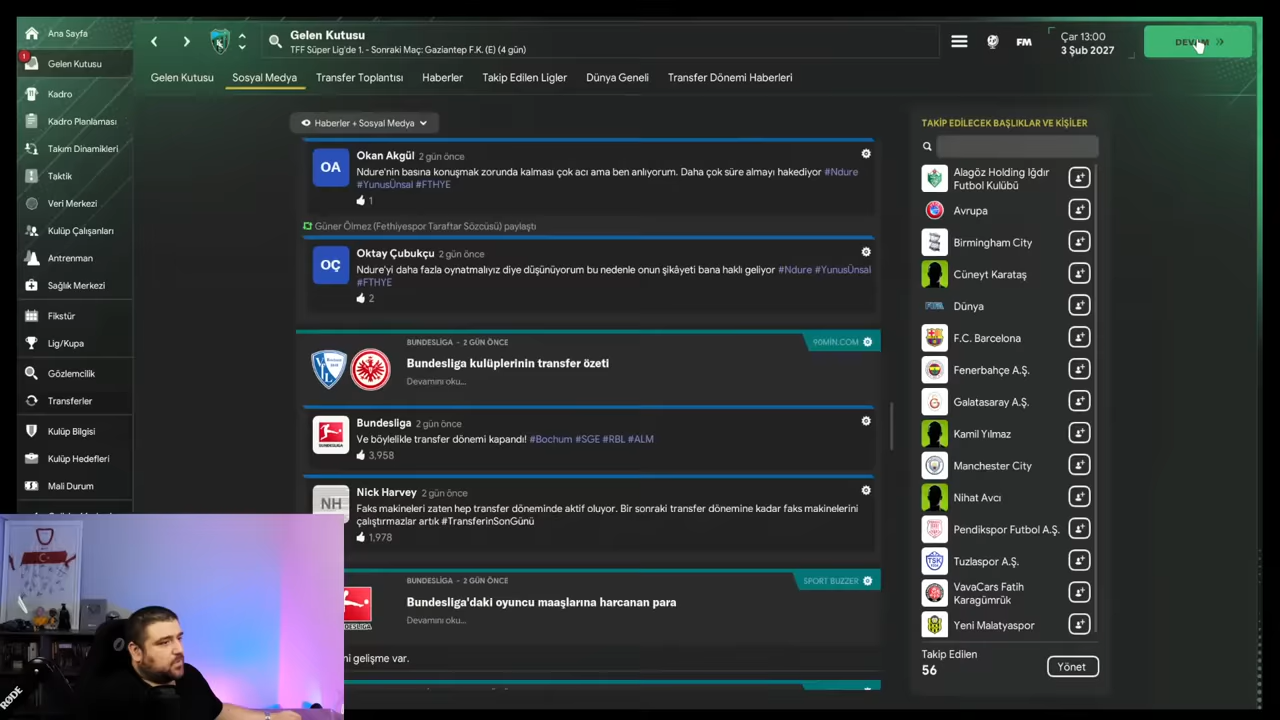 Ana Sayfa
1
Gelen Kutusu
Kadro
Kadro Planlaması
Takım Dinamikleri
Taktik
Veri Merkezi
Kulüp Çalışanları
Antrenman
Sağlık Merkezi
Fikstür
Lig/Kupa
Gözlemcilik
Transferler
Kulüp Bilgisi
Kulüp Hedefleri
Mali Durum
Gelen Kutusu
TFF Süper Lig'de 1. - Sonraki Maç: Gaziantep F.K. (E) (4 gün)
FM
Çar 13:00
3 Şub 2027
DEVAM
Gelen Kutusu
Sosyal Medya
Transfer Toplantısı
Haberler
Takip Edilen Ligler
Dünya Geneli
Transfer Dönemi Haberleri
Haberler + Sosyal Medya
OA
Okan Akgül 2 gün önce
Ndure'nin basına konuşmak zorunda kalması çok acı ama ben anlıyorum. Daha çok süre almayı hakediyor #Ndure
#YunusÜnsal #FTHYE
1
Güner Ölmez (Fethiyespor Taraftar Sözcüsü) paylaştı
OÇ
Oktay Çubukçu 2 gün önce
Ndure'yi daha fazla oynatmalıyız diye düşünüyorum bu nedenle onun şikâyeti bana haklı geliyor #Ndure #YunusÜnsal
#FTHYE
2
BUNDESLİGA - 2 GÜN ÖNCE
90MIN.COM
Bundesliga kulüplerinin transfer özeti
Devamını oku...
Bundesliga 2 gün önce
Ve böylelikle transfer dönemi kapandı! #Bochum #SGE #RBL #ALM
3,958
NH
Nick Harvey 2 gün önce
Faks makineleri zaten hep transfer döneminde aktif oluyor. Bir sonraki transfer dönemine kadar faks makinelerini
çalıştırmazlar artık #TransferinSonGünü
1,978
BUNDESLİGA - 2 GÜN ÖNCE
SPORT BUZZER
Bundesliga'daki oyuncu maaşlarına harcanan para
Devamını oku...
ni gelişme var.
TAKİP EDİLECEK BAŞLIKLAR VE KİŞİLER
Alagöz Holding Iğdır
Futbol Kulübü
Avrupa
Birmingham City
Cüneyt Karataş
FIFA
Dünya
F.C. Barcelona
Fenerbahçe A.Ş.
Galatasaray A.Ş.
Kamil Yılmaz
Manchester City
Nihat Avcı
Pendikspor Futbol A.Ş.
Tuzlaspor A.Ş.
VavaCars Fatih
Karagümrük
Yeni Malatyaspor
Takip Edilen
56
Yönet
RØDE